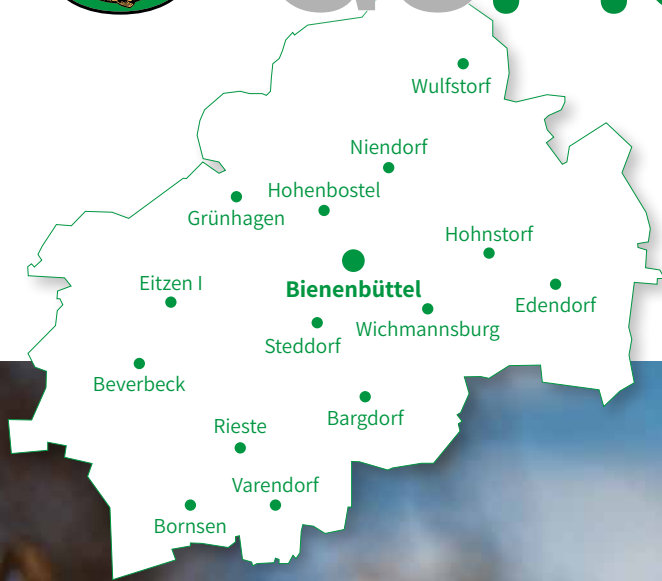 Wulfstorf
Niendorf
Hohenbostel
Grünhagen
Hohnstorf
Eitzen I
Bienenbüttel
Edendorf
Wichmannsburg
Steddorf
Beverbeck
Bargdorf
Rieste
Varendorf
Bornsen